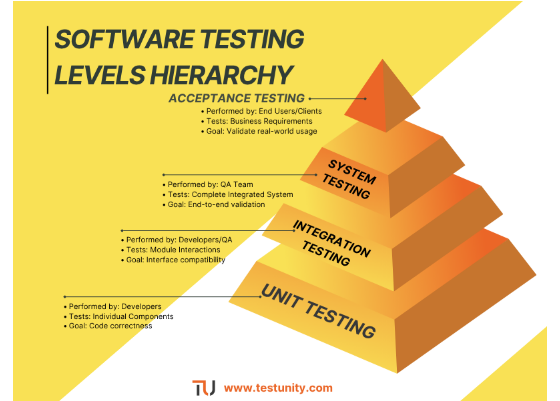 SOFTWARE TESTING
LEVELS HIERARCHY
ACCEPTANCE TESTING
• Performed by: End Users/Clients
• Tests: Business Requirements
• Goal: Validate real-world usage
SYSTEM
TESTING
• Performed by: QA Team
• Tests: Complete Integrated System
• Goal: End-to-end validation
INTEGRATION
TESTING
• Performed by: Developers/QA
• Tests: Module Interactions
• Goal: Interface compatibility
UNIT TESTING
• Performed by: Developers
• Tests: Individual Components
• Goal: Code correctness
TU www.testunity.com